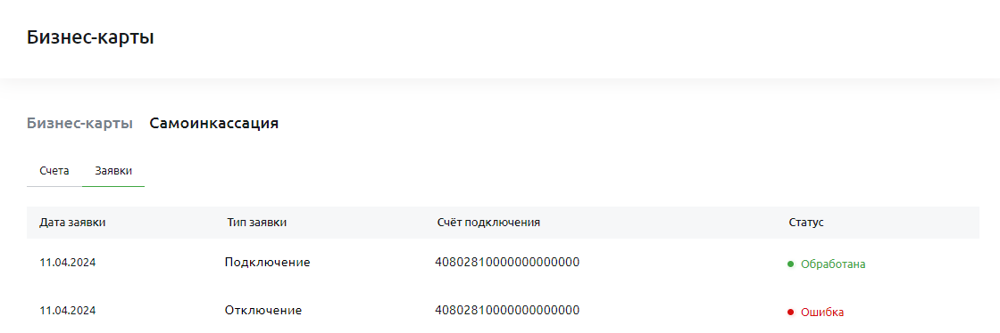 Бизнес-карты
Бизнес-карты Самоинкассация
Счета Заявки
Дата заявки Тип заявки Счёт подключения Статус
11.04.2024 Подключение 40802810000000000000 Обработана
11.04.2024 Отключение 40802810000000000000 Ошибка